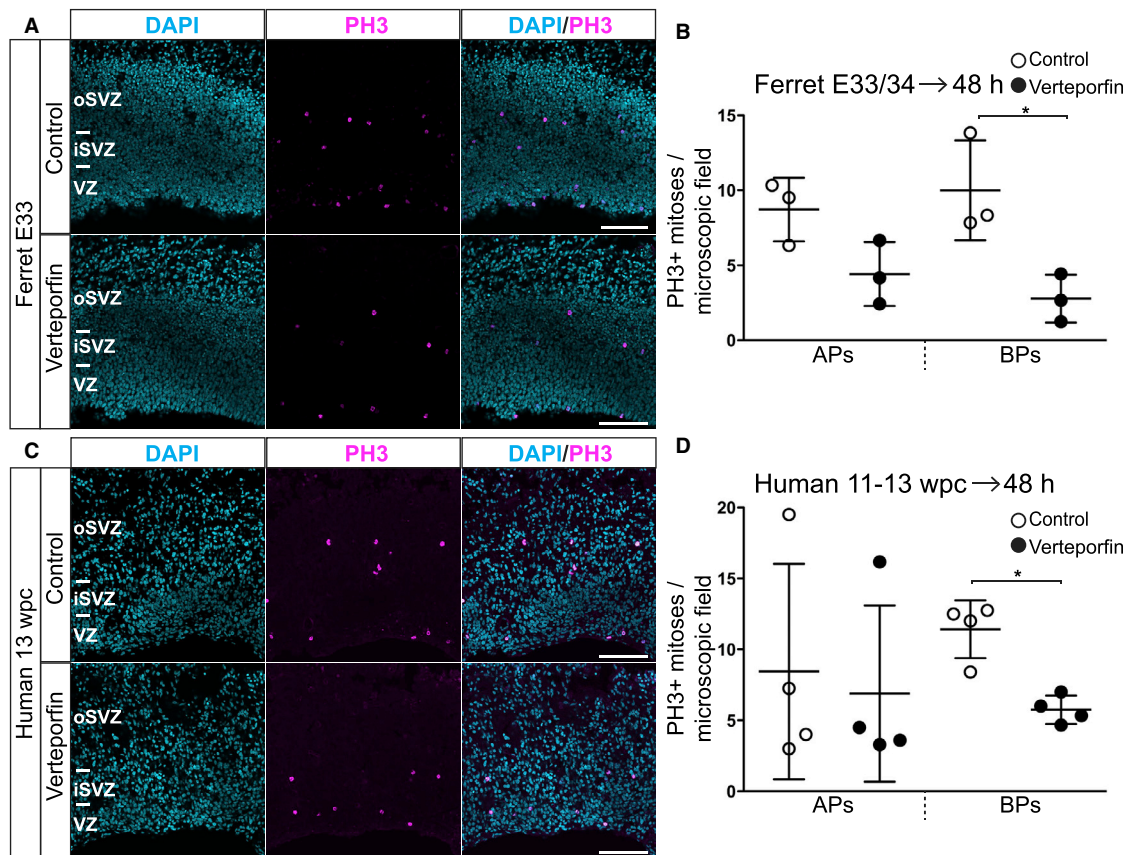 A
DAPI PH3 DAPI/PH3
Ferret E33
Control
oSVZ
iSVZ
VZ
Verteporfin
oSVZ
iSVZ
VZ
B
Ferret E33/34 → 48 h
Control
Verteporfin
PH3+ mitoses /
microscopic field
15
10
5
0
*
APs BPs
C
DAPI PH3 DAPI/PH3
Human 13 wpc
Control
oSVZ
iSVZ
VZ
Verteporfin
oSVZ
iSVZ
VZ
D
Human 11-13 wpc → 48 h
Control
Verteporfin
PH3+ mitoses /
microscopic field
20
15
10
5
0
*
APs BPs